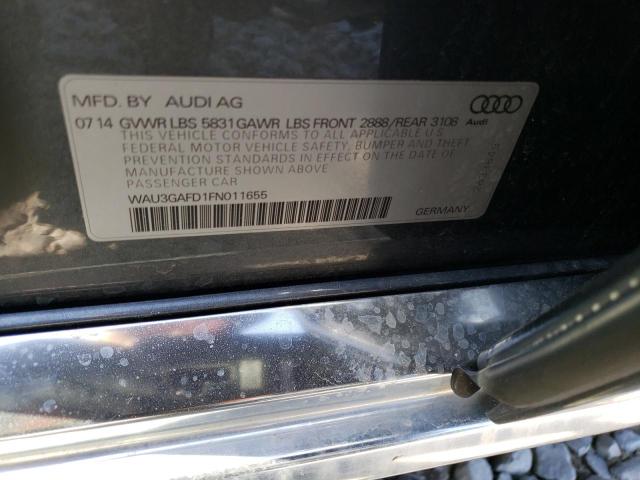 MFD. BY AUDI AG
07 14 GVWR LBS 5831 GAWR LBS FRONT 2888/REAR 3108
Audi
THIS VEHICLE CONFORMS TO ALL APPLICABLE U.S.
FEDERAL MOTOR VEHICLE SAFETY, BUMPER AND THEFT
PREVENTION STANDARDS IN EFFECT ON THE DATE OF
MANUFACTURE SHOWN ABOVE
PASSENGER CAR
WAU3GAFD1FN011655
GERMANY